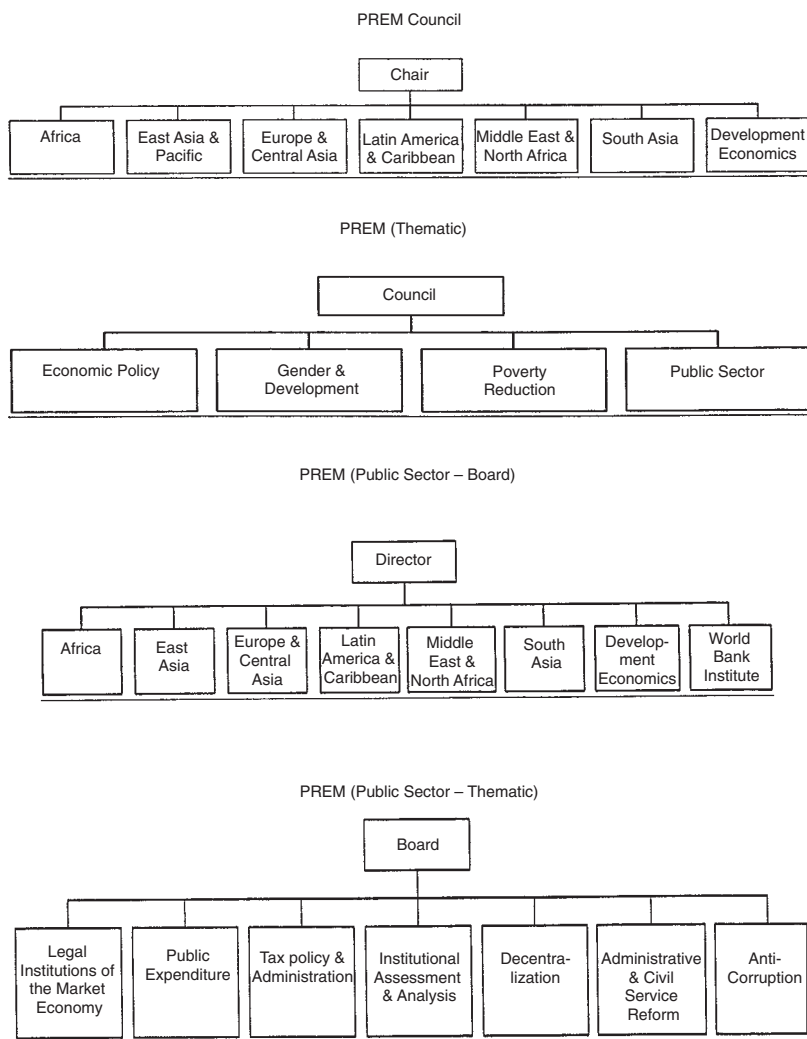 PREM Council
Chair
Africa
East Asia &
Pacific
Europe &
Central Asia
Latin America
& Caribbean
Middle East &
North Africa
South Asia
Development
Economics
PREM (Thematic)
Council
Economic Policy
Gender &
Development
Poverty
Reduction
Public Sector
PREM (Public Sector – Board)
Director
Africa
East
Asia
Europe &
Central
Asia
Latin
America &
Caribbean
Middle
East &
North Africa
South
Asia
Develop-
ment
Economics
World
Bank
Institute
PREM (Public Sector – Thematic)
Board
Legal
Institutions of
the Market
Economy
Public
Expenditure
Tax policy &
Administration
Institutional
Assessment
& Analysis
Decentra-
lization
Administrative
& Civil
Service
Reform
Anti-
Corruption